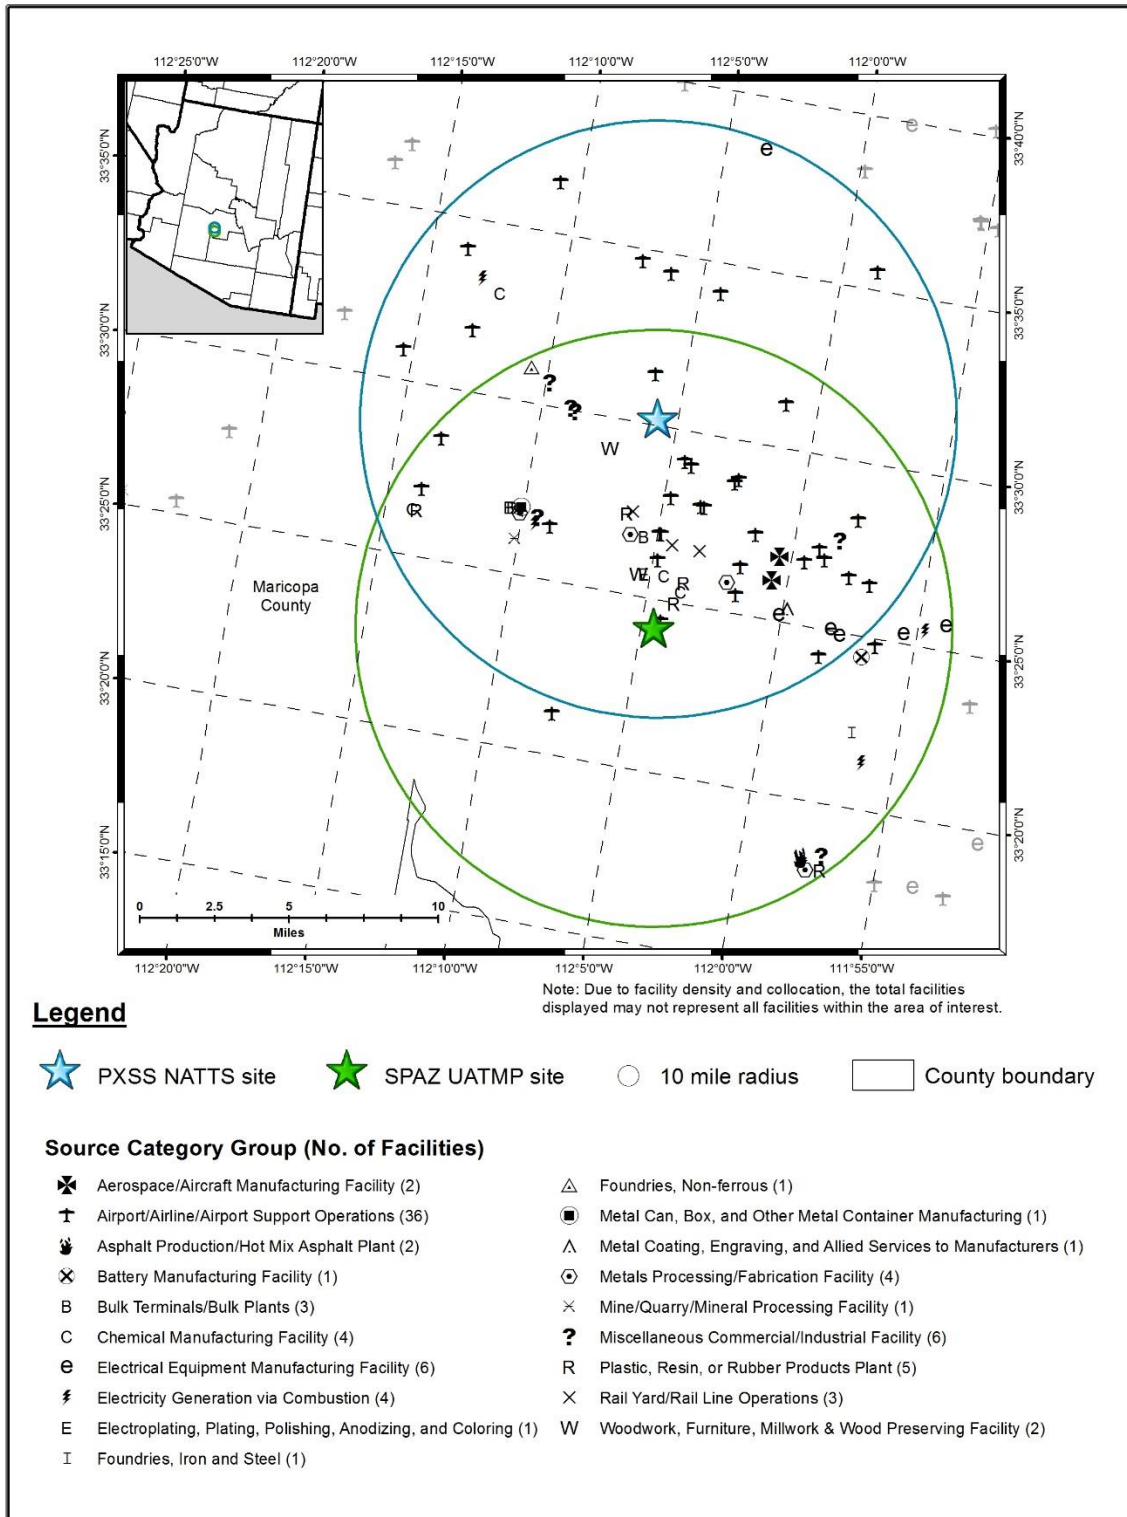 112°25'0"W 112°20'0"W 112°15'0"W 112°10'0"W 112°5'0"W 112°0'0"W
33°35'0"N
33°30'0"N
33°25'0"N
33°20'0"N
33°15'0"N
33°40'0"N
33°35'0"N
33°30'0"N
33°25'0"N
33°20'0"N
Maricopa
County
0 2.5 5 10
Miles
112°20'0"W 112°15'0"W 112°10'0"W 112°5'0"W 112°0'0"W 111°55'0"W
Note: Due to facility density and collocation, the total facilities
displayed may not represent all facilities within the area of interest.
Legend
PXSS NATTS site SPAZ UATMP site 10 mile radius County boundary
Source Category Group (No. of Facilities)
Aerospace/Aircraft Manufacturing Facility (2)
Airport/Airline/Airport Support Operations (36)
Asphalt Production/Hot Mix Asphalt Plant (2)
Battery Manufacturing Facility (1)
B Bulk Terminals/Bulk Plants (3)
C Chemical Manufacturing Facility (4)
e Electrical Equipment Manufacturing Facility (6)
Electricity Generation via Combustion (4)
E Electroplating, Plating, Polishing, Anodizing, and Coloring (1)
I Foundries, Iron and Steel (1)
Foundries, Non-ferrous (1)
Metal Can, Box, and Other Metal Container Manufacturing (1)
Metal Coating, Engraving, and Allied Services to Manufacturers (1)
Metals Processing/Fabrication Facility (4)
Mine/Quarry/Mineral Processing Facility (1)
? Miscellaneous Commercial/Industrial Facility (6)
R Plastic, Resin, or Rubber Products Plant (5)
Rail Yard/Rail Line Operations (3)
W Woodwork, Furniture, Millwork & Wood Preserving Facility (2)